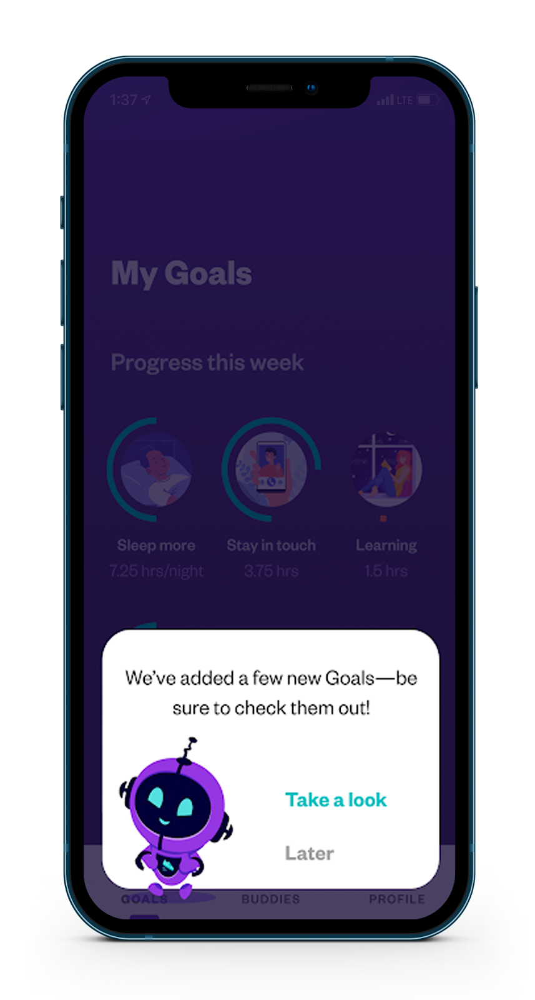 1:37
LTE
My Goals
Progress this week
Sleep more
Stay in touch
Learning
7.25 hrs/night
3.75 hrs
1.5 hrs
We've added a few new Goals—be
sure to check them out!
Take a look
Later
GOALS
BUDDIES
PROFILE